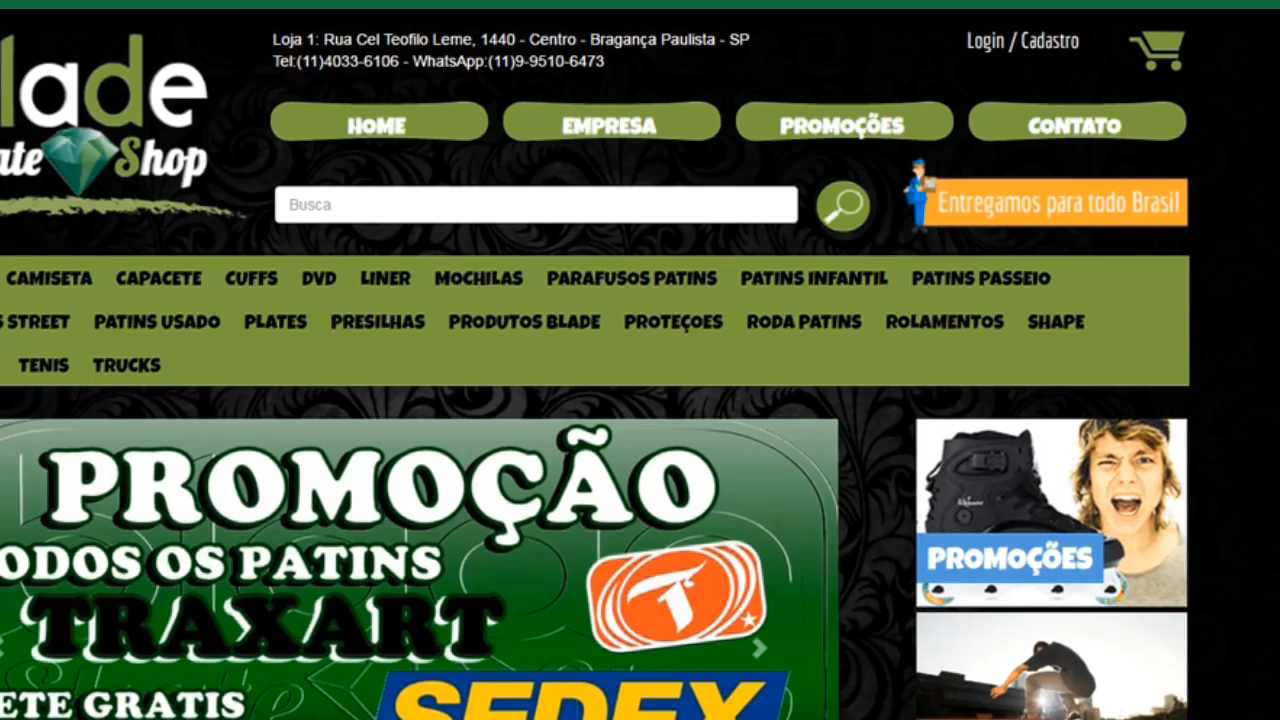 Loja 1: Rua Cel Teofilo Leme, 1440 - Centro - Bragança Paulista - SP
Tel:(11)4033-6106 - WhatsApp:(11)9-9510-6473
Login / Cadastro
lade
ate Shop
HOME EMPRESA PROMOÇÕES CONTATO
Busca
Entregamos para todo Brasil
CAMISETA CAPACETE CUFFS DVD LINER MOCHILAS PARAFUSOS PATINS PATINS INFANTIL PATINS PASSEIO
S STREET PATINS USADO PLATES PRESILHAS PRODUTOS BLADE PROTEÇOES RODA PATINS ROLAMENTOS SHAPE
TENIS TRUCKS
PROMOÇÃO
ODOS OS PATINS
TRAXART
T
ETE GRATIS
SEDEX
PROMOÇÕES